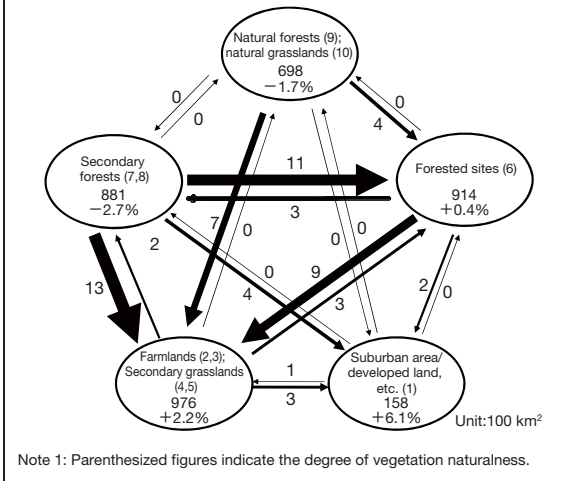 Natural forests (9);
natural grasslands (10)
698
−1.7%
0
0
0
4
Secondary
forests (7,8)
881
−2.7%
11
3
Forested sites (6)
914
+0.4%
7
0
0
0
2
0
9
4
3
13
2
0
Farmlands (2,3);
Secondary grasslands
(4,5)
976
+2.2%
1
3
Suburban area/
developed land,
etc. (1)
158
+6.1%
Unit:100 km²
Note 1: Parenthesized figures indicate the degree of vegetation naturalness.